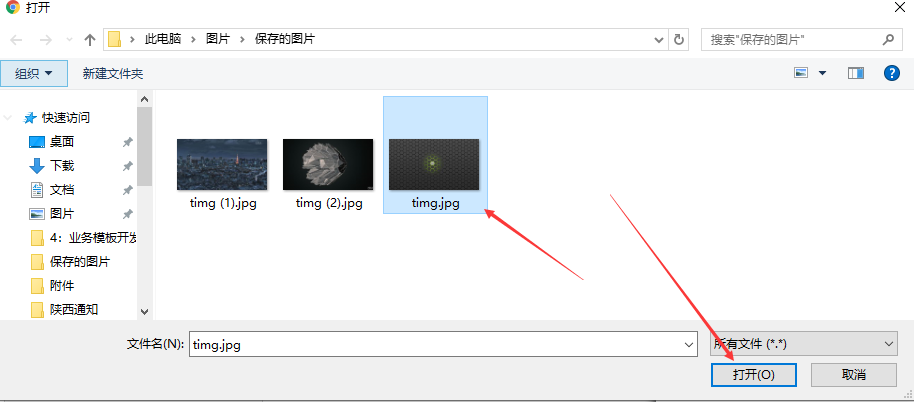 打开
此电脑 › 图片 › 保存的图片
搜索"保存的图片"
组织
新建文件夹
快速访问
桌面
下载
文档
图片
4：业务模板开发
保存的图片
附件
陕西通知
timg (1).jpg
timg (2).jpg
timg.jpg
文件名(N):
timg.jpg
所有文件 (*.*)
打开(O)
取消